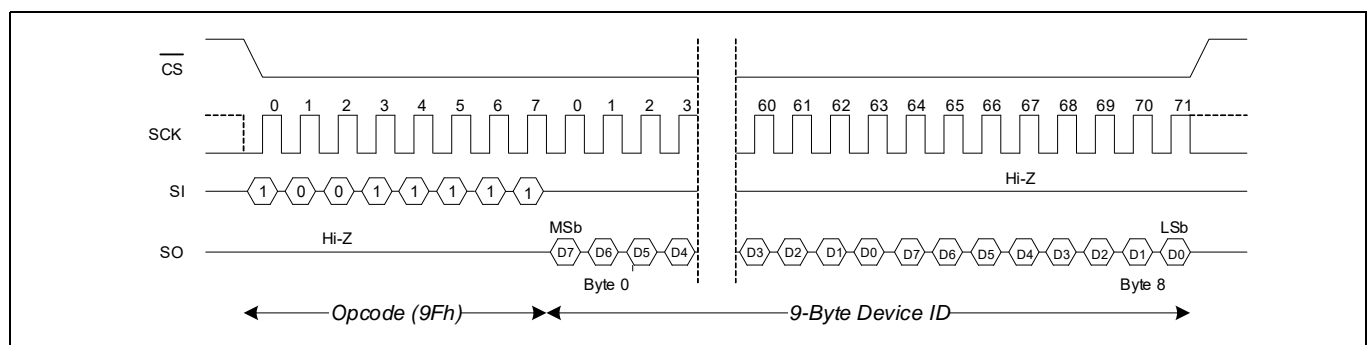 CS
0 1 2 3 4 5 6 7 0 1 2 3 60 61 62 63 64 65 66 67 68 69 70 71
SCK
Hi-Z
SI 1 0 0 1 1 1 1 1
MSb LSb
Hi-Z
SO D7 D6 D5 D4 D3 D2 D1 D0 D7 D6 D5 D4 D3 D2 D1 D0
Byte 0 Byte 8
Opcode (9Fh) 9-Byte Device ID